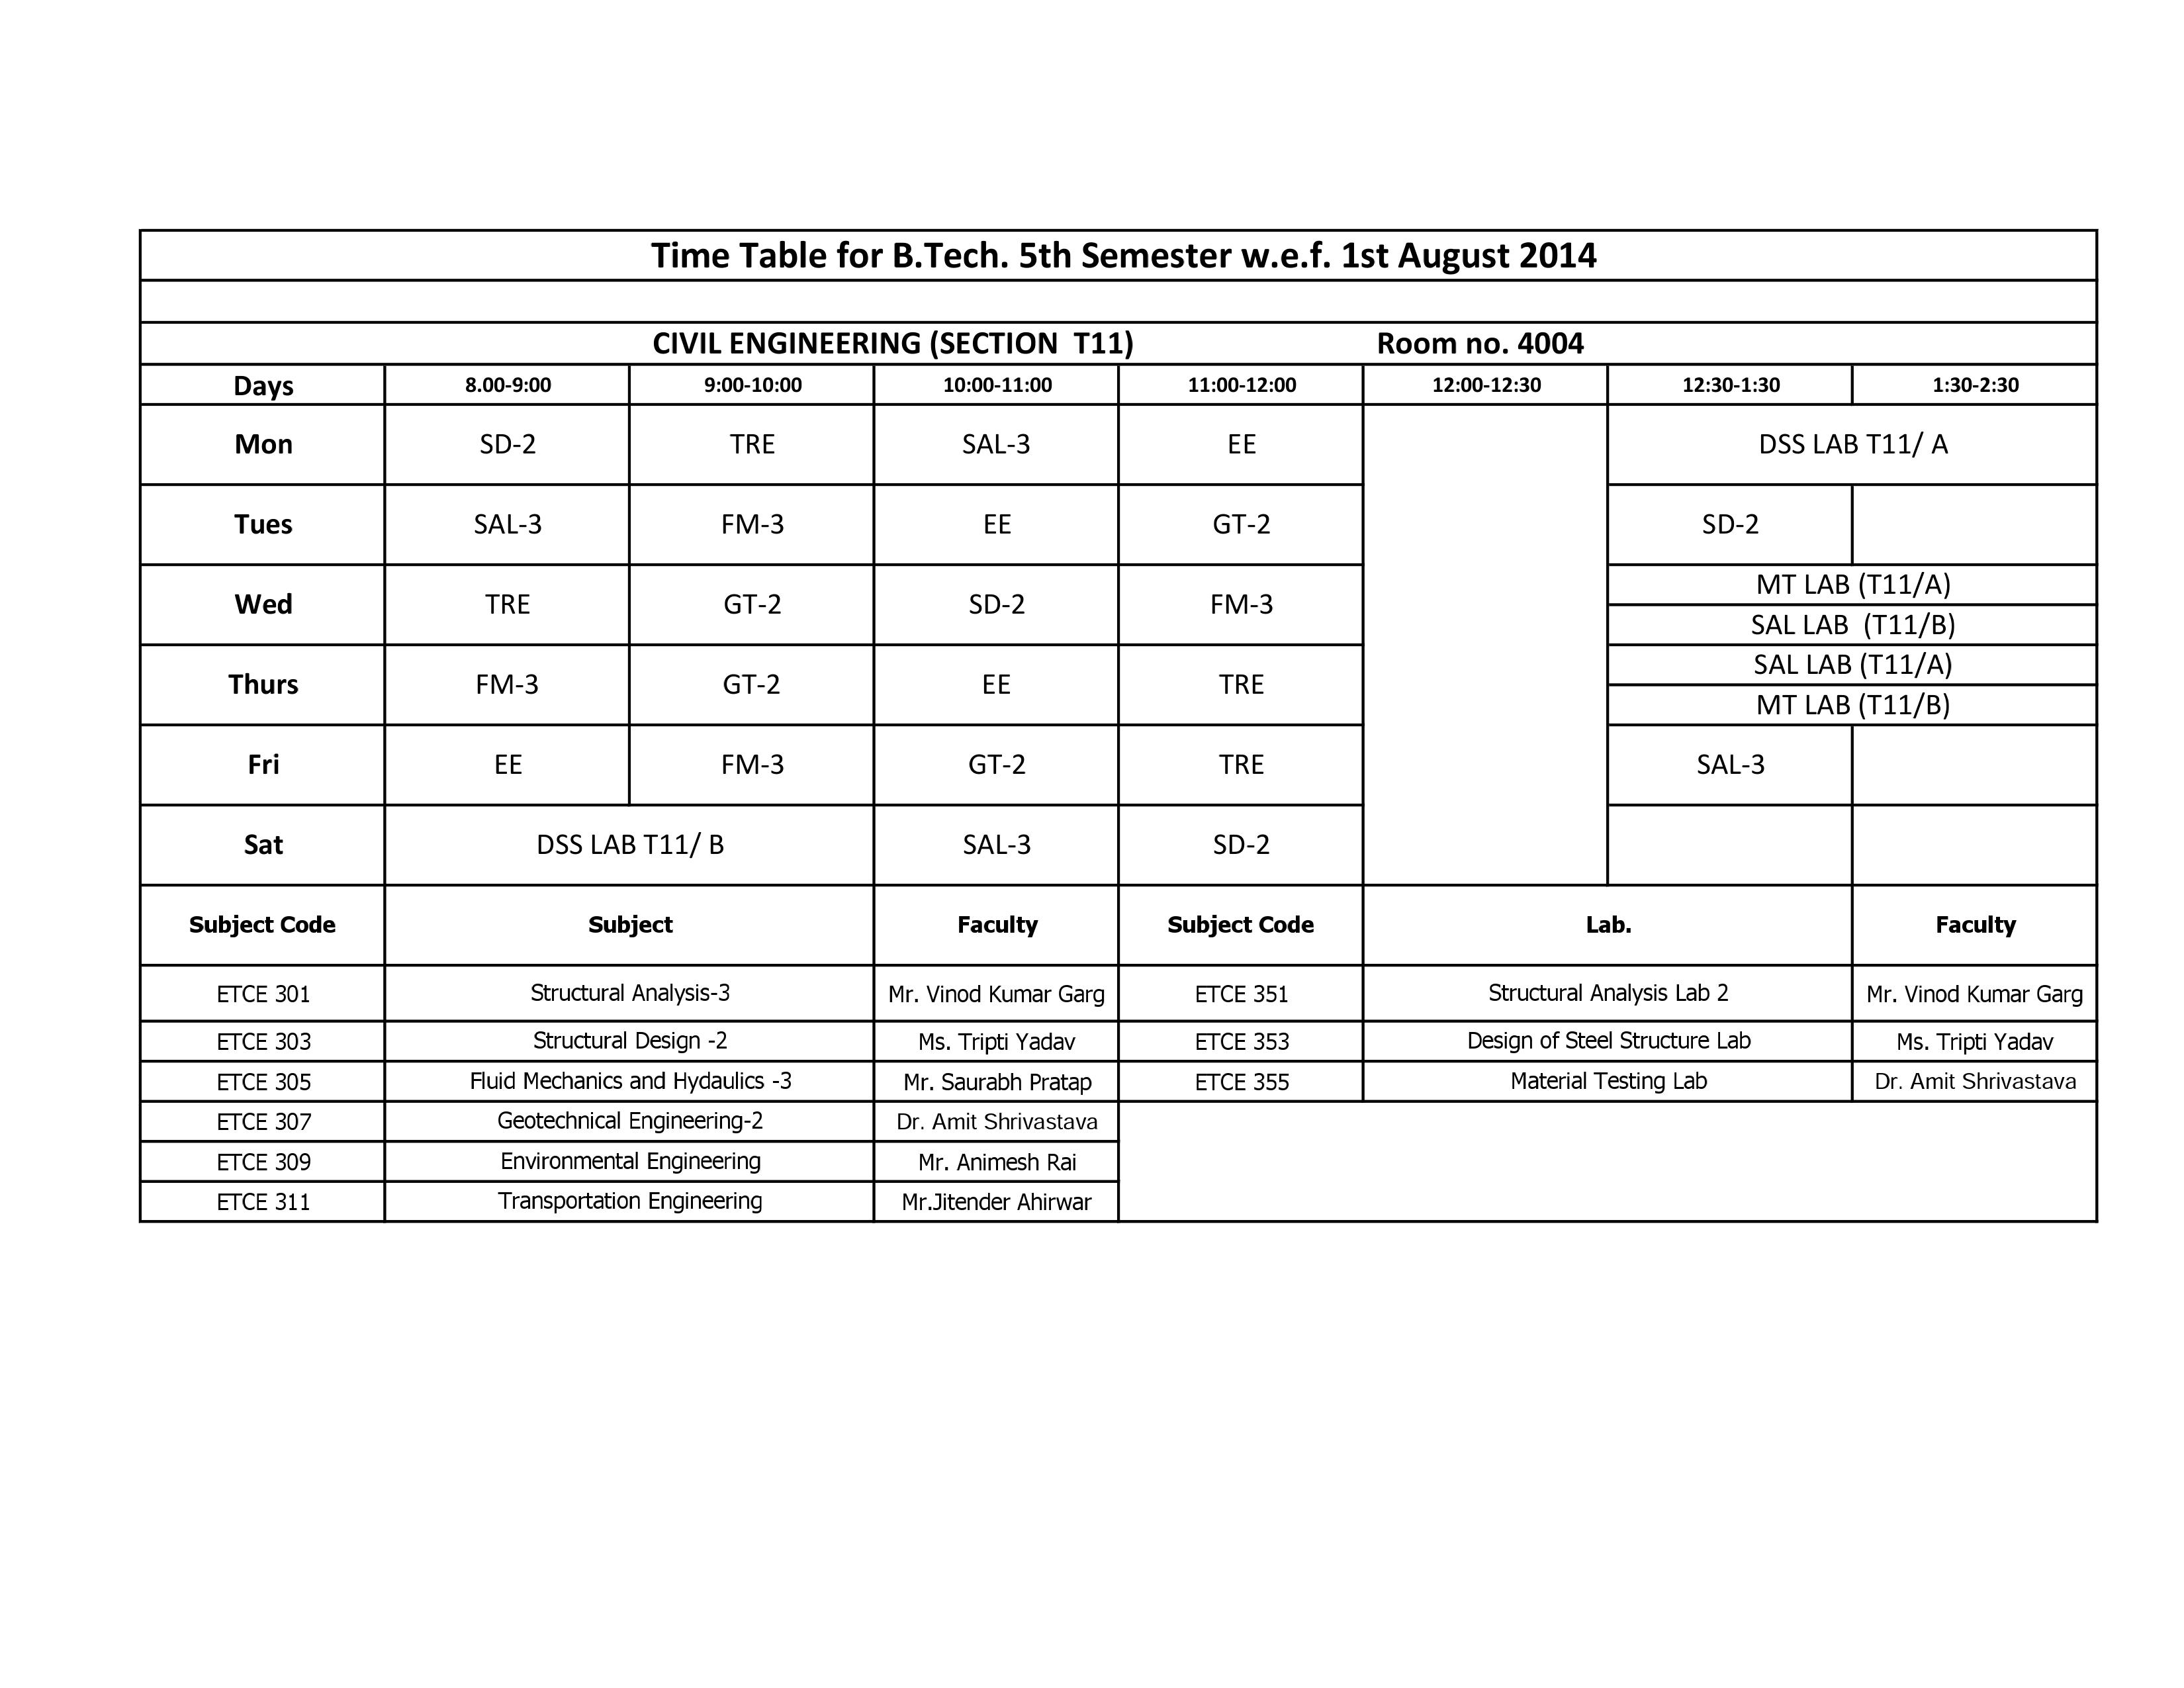 Time Table for B.Tech. 5th Semester w.e.f. 1st August 2014
CIVIL ENGINEERING (SECTION T11) Room no. 4004
Days 8.00-9:00 9:00-10:00 10:00-11:00 11:00-12:00 12:00-12:30 12:30-1:30 1:30-2:30
Mon SD-2 TRE SAL-3 EE DSS LAB T11/ A
Tues SAL-3 FM-3 EE GT-2 SD-2
Wed TRE GT-2 SD-2 FM-3 MT LAB (T11/A)
SAL LAB (T11/B)
Thurs FM-3 GT-2 EE TRE SAL LAB (T11/A)
MT LAB (T11/B)
Fri EE FM-3 GT-2 TRE SAL-3
Sat DSS LAB T11/ B SAL-3 SD-2
Subject Code Subject Faculty Subject Code Lab. Faculty
ETCE 301 Structural Analysis-3 Mr. Vinod Kumar Garg ETCE 351 Structural Analysis Lab 2 Mr. Vinod Kumar Garg
ETCE 303 Structural Design -2 Ms. Tripti Yadav ETCE 353 Design of Steel Structure Lab Ms. Tripti Yadav
ETCE 305 Fluid Mechanics and Hydaulics -3 Mr. Saurabh Pratap ETCE 355 Material Testing Lab Dr. Amit Shrivastava
ETCE 307 Geotechnical Engineering-2 Dr. Amit Shrivastava
ETCE 309 Environmental Engineering Mr. Animesh Rai
ETCE 311 Transportation Engineering Mr.Jitender Ahirwar